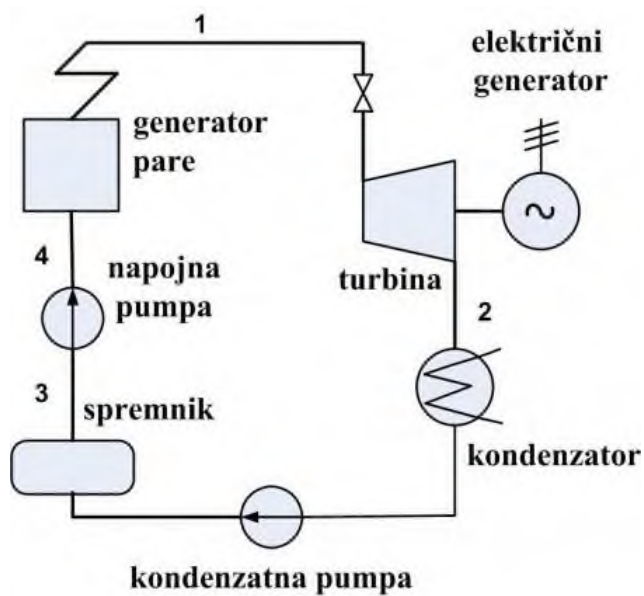 1
električni
generator
generator
pare
4
napojna
pumpa
turbina
2
3
spremnik
kondenzator
kondenzatna pumpa